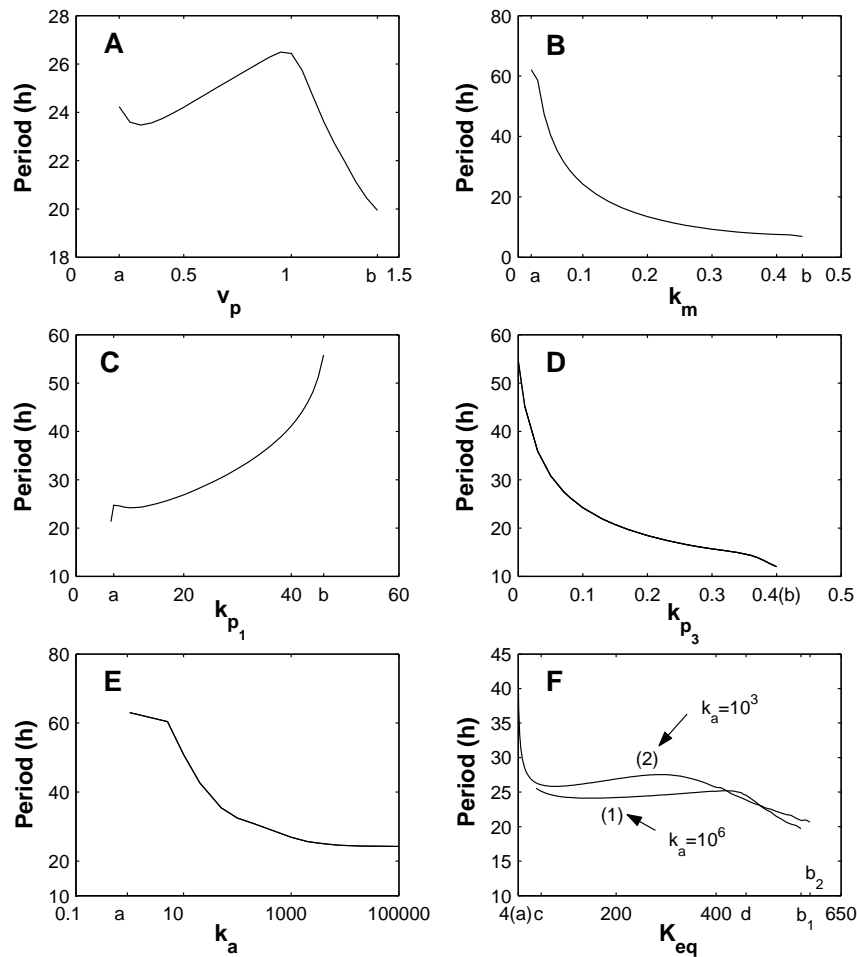 A
Period (h)
28
26
24
22
20
18
0 a 0.5 1 b 1.5
v_p
B
Period (h)
80
60
40
20
0
0 a 0.1 0.2 0.3 0.4 b 0.5
k_m
C
Period (h)
60
50
40
30
20
10
0 a 20 40 b 60
k_p_1
D
Period (h)
60
50
40
30
20
10
0 0.1 0.2 0.3 0.4(b) 0.5
k_p_3
E
Period (h)
80
60
40
20
0.1 a 10 1000 100000
k_a
F
Period (h)
45
40
35
30
25
20
15
10
k_a=10^3
(2)
(1)
k_a=10^6
b_2
4(a) c 200 400 d b_1 650
K_eq